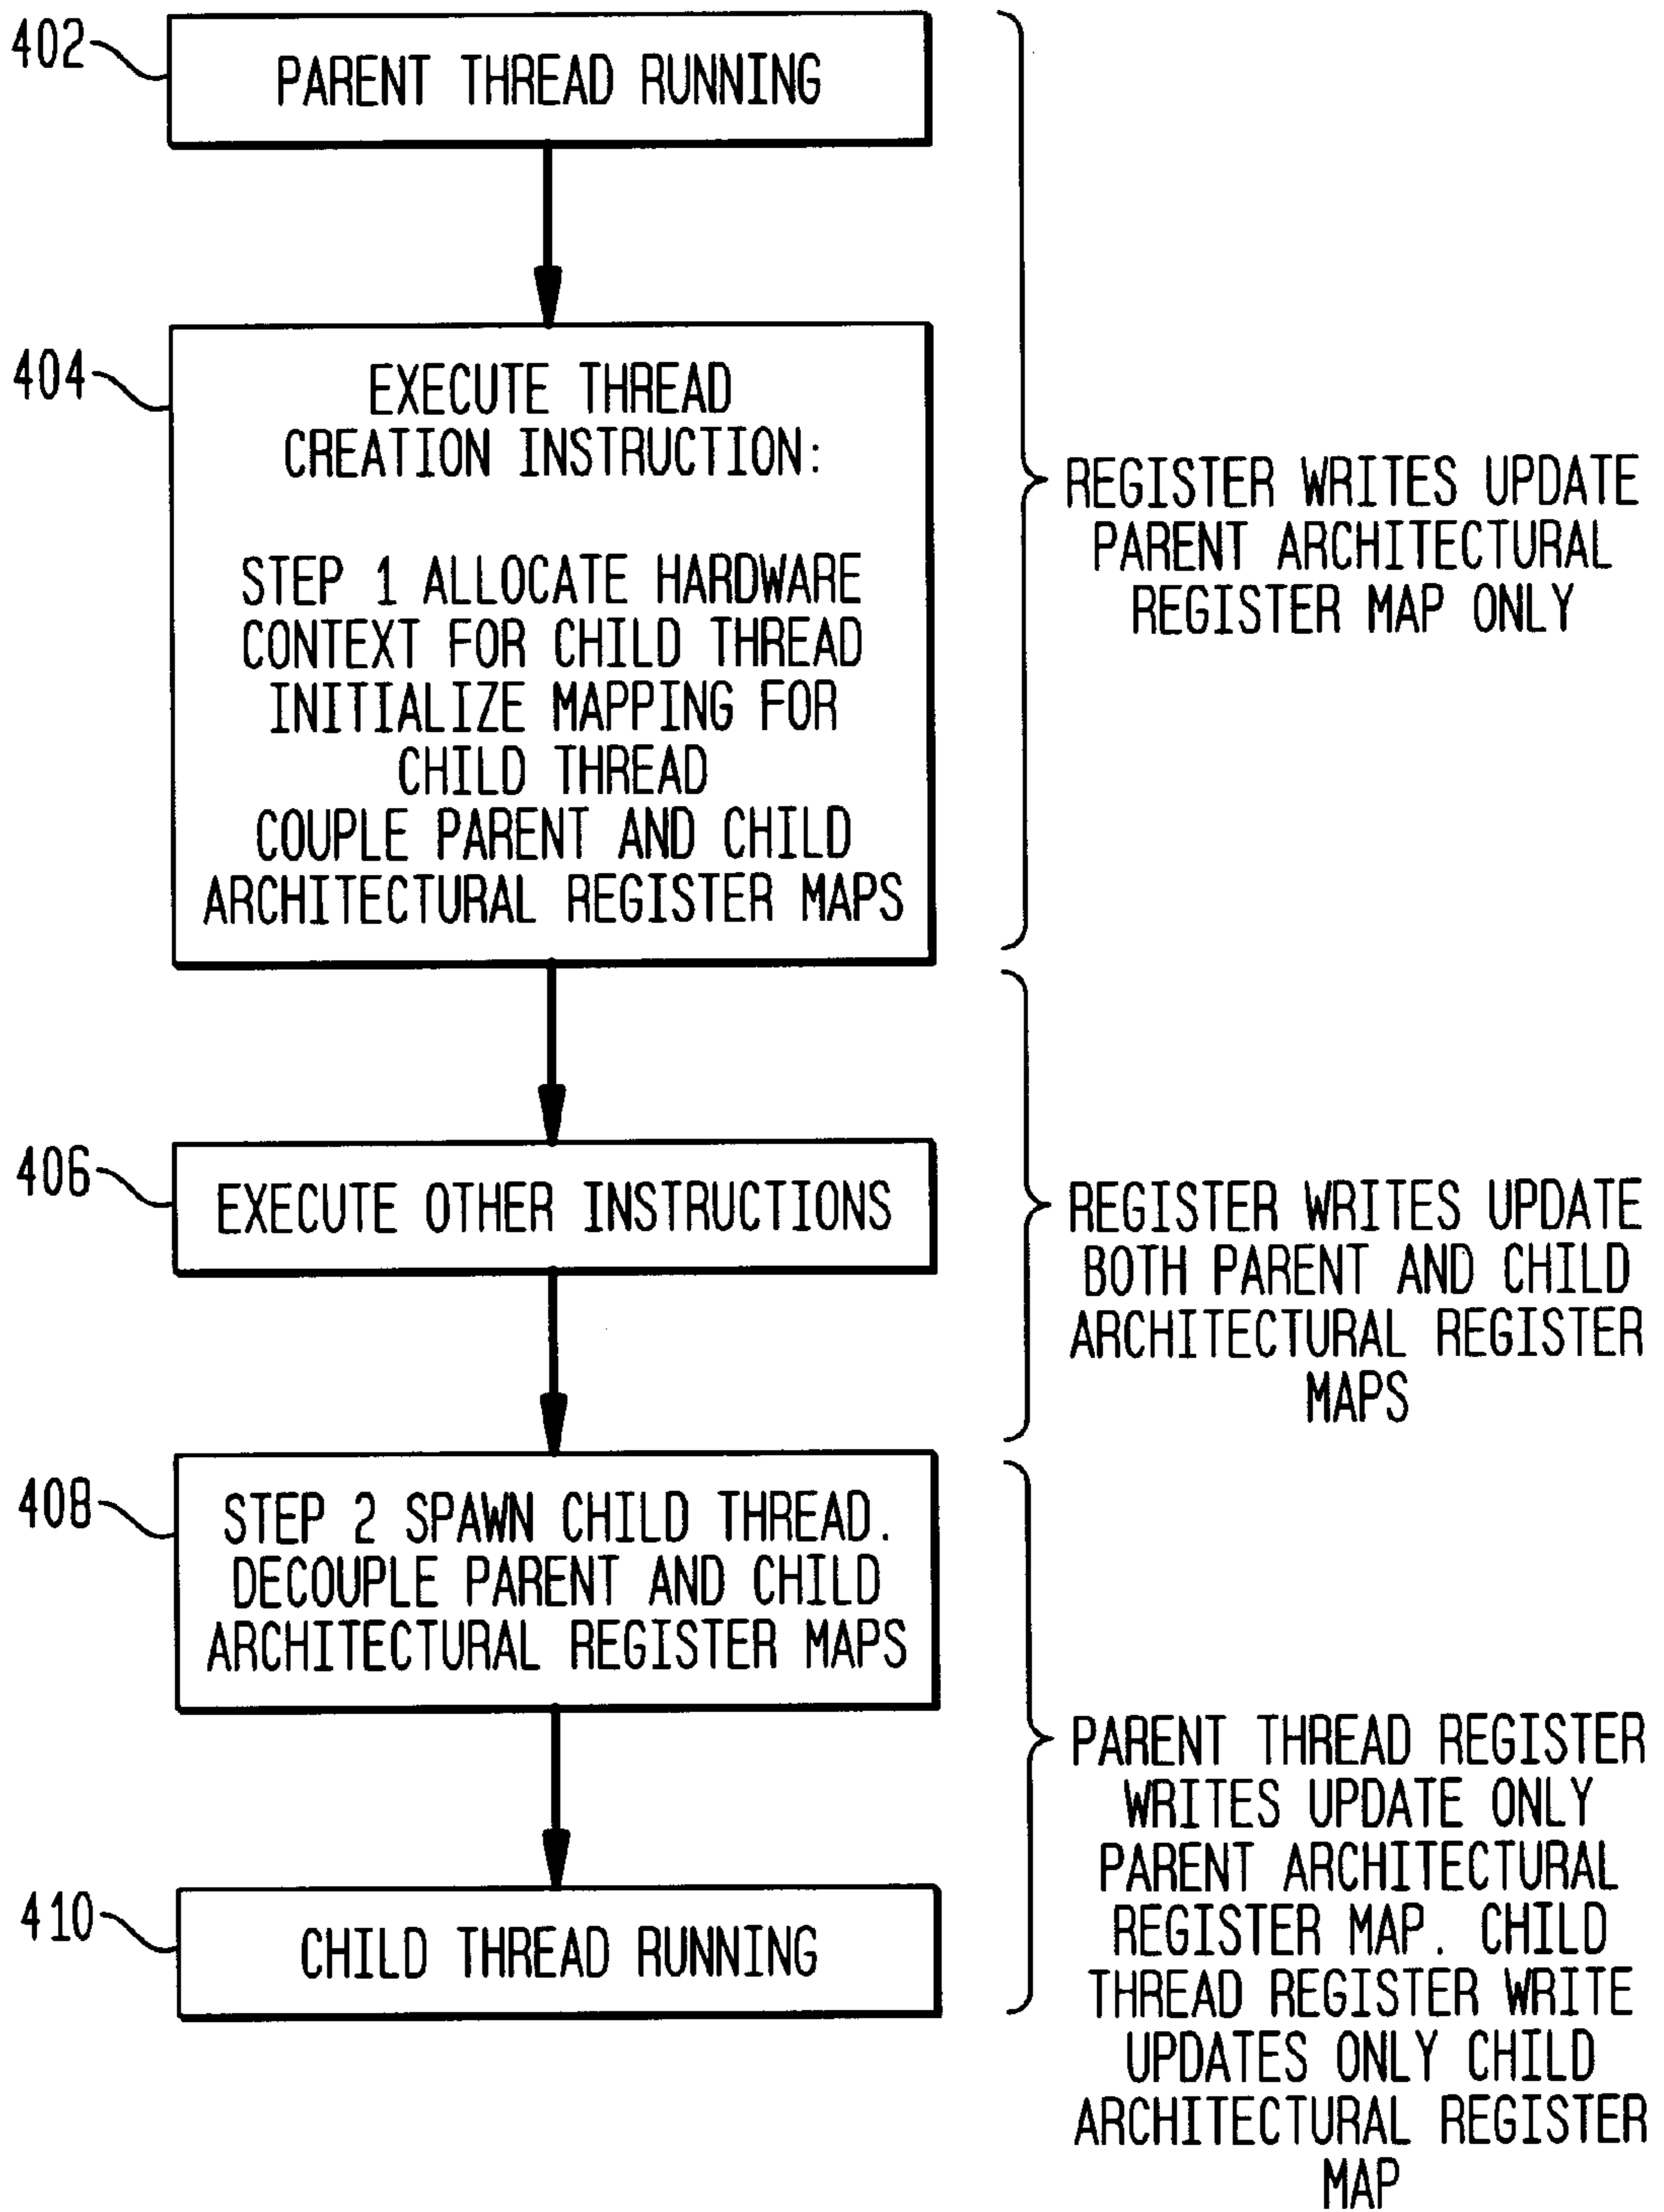 402
PARENT THREAD RUNNING
404
EXECUTE THREAD
CREATION INSTRUCTION:
STEP 1 ALLOCATE HARDWARE
CONTEXT FOR CHILD THREAD
INITIALIZE MAPPING FOR
CHILD THREAD
COUPLE PARENT AND CHILD
ARCHITECTURAL REGISTER MAPS
REGISTER WRITES UPDATE
PARENT ARCHITECTURAL
REGISTER MAP ONLY
406
EXECUTE OTHER INSTRUCTIONS
REGISTER WRITES UPDATE
BOTH PARENT AND CHILD
ARCHITECTURAL REGISTER
MAPS
408
STEP 2 SPAWN CHILD THREAD.
DECOUPLE PARENT AND CHILD
ARCHITECTURAL REGISTER MAPS
410
CHILD THREAD RUNNING
PARENT THREAD REGISTER
WRITES UPDATE ONLY
PARENT ARCHITECTURAL
REGISTER MAP. CHILD
THREAD REGISTER WRITE
UPDATES ONLY CHILD
ARCHITECTURAL REGISTER
MAP